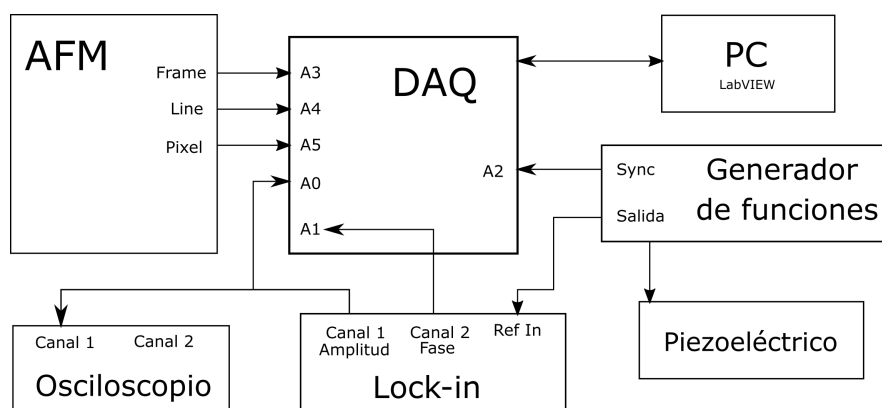 AFM
Frame
Line
Pixel
DAQ
A3
A4
A5
A0
A1
A2
PC
LabVIEW
Generador
de funciones
Sync
Salida
Canal 1
Canal 2
Osciloscopio
Canal 1
Amplitud
Canal 2
Fase
Ref In
Lock-in
Piezoeléctrico